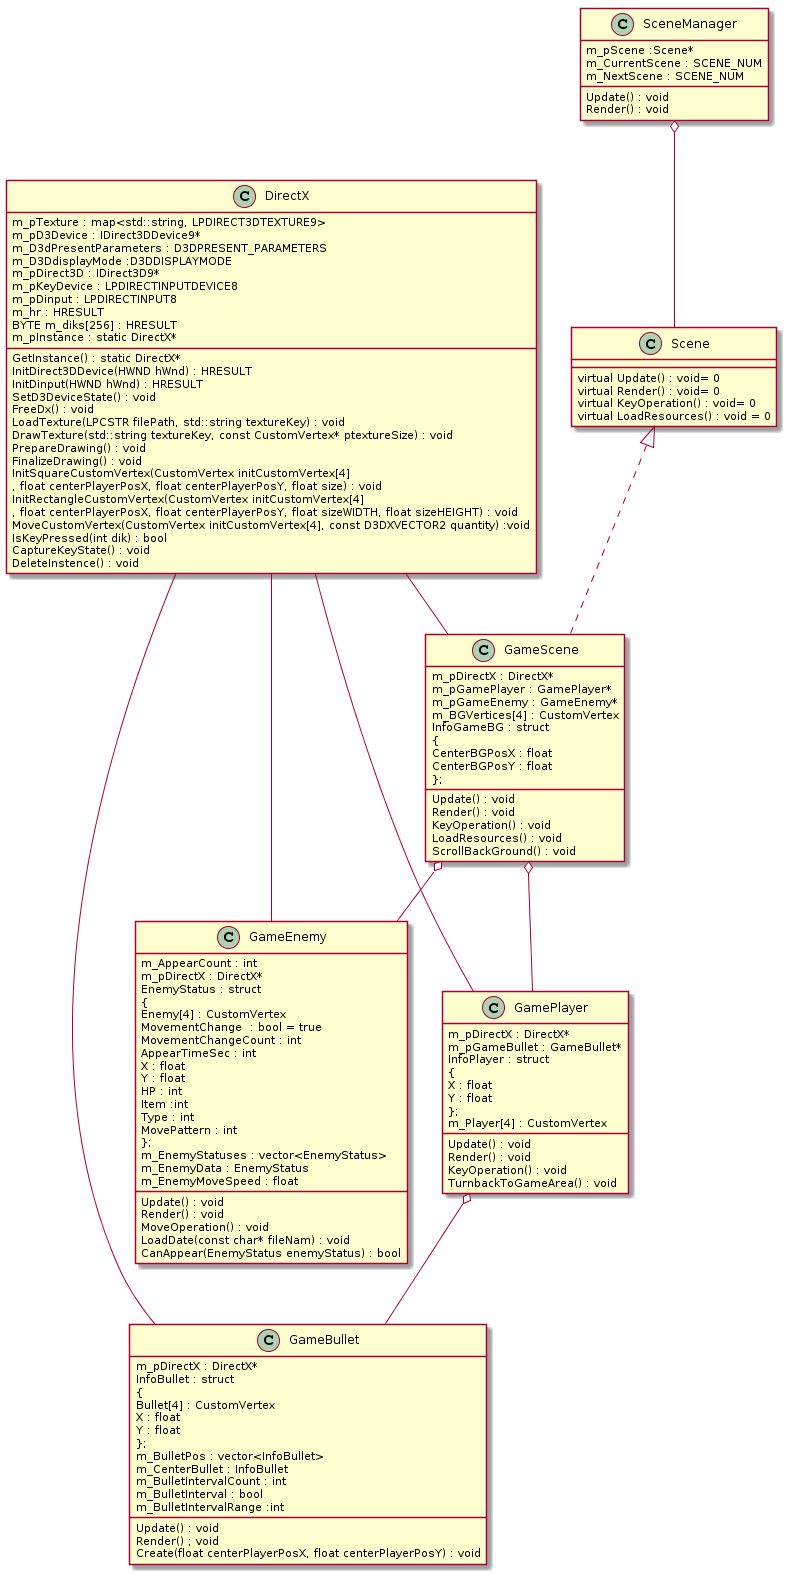 C SceneManager
m_pScene :Scene*
m_CurrentScene : SCENE_NUM
m_NextScene : SCENE_NUM
Update() : void
Render() : void
C DirectX
m_pTexture : map<std::string, LPDIRECT3DTEXTURE9>
m_pD3Device : IDirect3DDevice9*
m_D3dPresentParameters : D3DPRESENT_PARAMETERS
m_D3DdisplayMode :D3DDISPLAYMODE
m_pDirect3D : IDirect3D9*
m_pKeyDevice : LPDIRECTINPUTDEVICE8
m_pDinput : LPDIRECTINPUT8
m_hr : HRESULT
BYTE m_diks[256] : HRESULT
m_pInstance : static DirectX*
GetInstance() : static DirectX*
InitDirect3DDevice(HWND hWnd) : HRESULT
InitDinput(HWND hWnd) : HRESULT
SetD3DeviceState() : void
FreeDx() : void
LoadTexture(LPCSTR filePath, std::string textureKey) : void
DrawTexture(std::string textureKey, const CustomVertex* ptextureSize) : void
PrepareDrawing() : void
FinalizeDrawing() : void
InitSquareCustomVertex(CustomVertex initCustomVertex[4]
, float centerPlayerPosX, float centerPlayerPosY, float size) : void
InitRectangleCustomVertex(CustomVertex initCustomVertex[4]
, float centerPlayerPosX, float centerPlayerPosY, float sizeWIDTH, float sizeHEIGHT) : void
MoveCustomVertex(CustomVertex initCustomVertex[4], const D3DXVECTOR2 quantity) :void
IsKeyPressed(int dik) : bool
CaptureKeyState() : void
DeleteInstence() : void
C Scene
virtual Update() : void= 0
virtual Render() : void= 0
virtual KeyOperation() : void= 0
virtual LoadResources() : void = 0
C GameScene
m_pDirectX : DirectX*
m_pGamePlayer : GamePlayer*
m_pGameEnemy : GameEnemy*
m_BGVertices[4] : CustomVertex
InfoGameBG : struct
{
CenterBGPosX : float
CenterBGPosY : float
};
Update() : void
Render() : void
KeyOperation() : void
LoadResources() : void
ScrollBackGround() : void
C GameEnemy
m_AppearCount : int
m_pDirectX : DirectX*
EnemyStatus : struct
{
Enemy[4] : CustomVertex
MovementChange  : bool = true
MovementChangeCount : int
AppearTimeSec : int
X : float
Y : float
HP : int
Item :int
Type : int
MovePattern : int
};
m_EnemyStatuses : vector<EnemyStatus>
m_EnemyData : EnemyStatus
m_EnemyMoveSpeed : float
Update() : void
Render() : void
MoveOperation() : void
LoadDate(const char* fileNam) : void
CanAppear(EnemyStatus enemyStatus) : bool
C GamePlayer
m_pDirectX : DirectX*
m_pGameBullet : GameBullet*
InfoPlayer : struct
{
X : float
Y : float
};
m_Player[4] : CustomVertex
Update() : void
Render() : void
KeyOperation() : void
TurnbackToGameArea() : void
C GameBullet
m_pDirectX : DirectX*
InfoBullet : struct
{
Bullet[4] : CustomVertex
X : float
Y : float
};
m_BulletPos : vector<InfoBullet>
m_CenterBullet : InfoBullet
m_BulletIntervalCount : int
m_BulletInterval : bool
m_BulletIntervalRange :int
Update() : void
Render() ; void
Create(float centerPlayerPosX, float centerPlayerPosY) : void